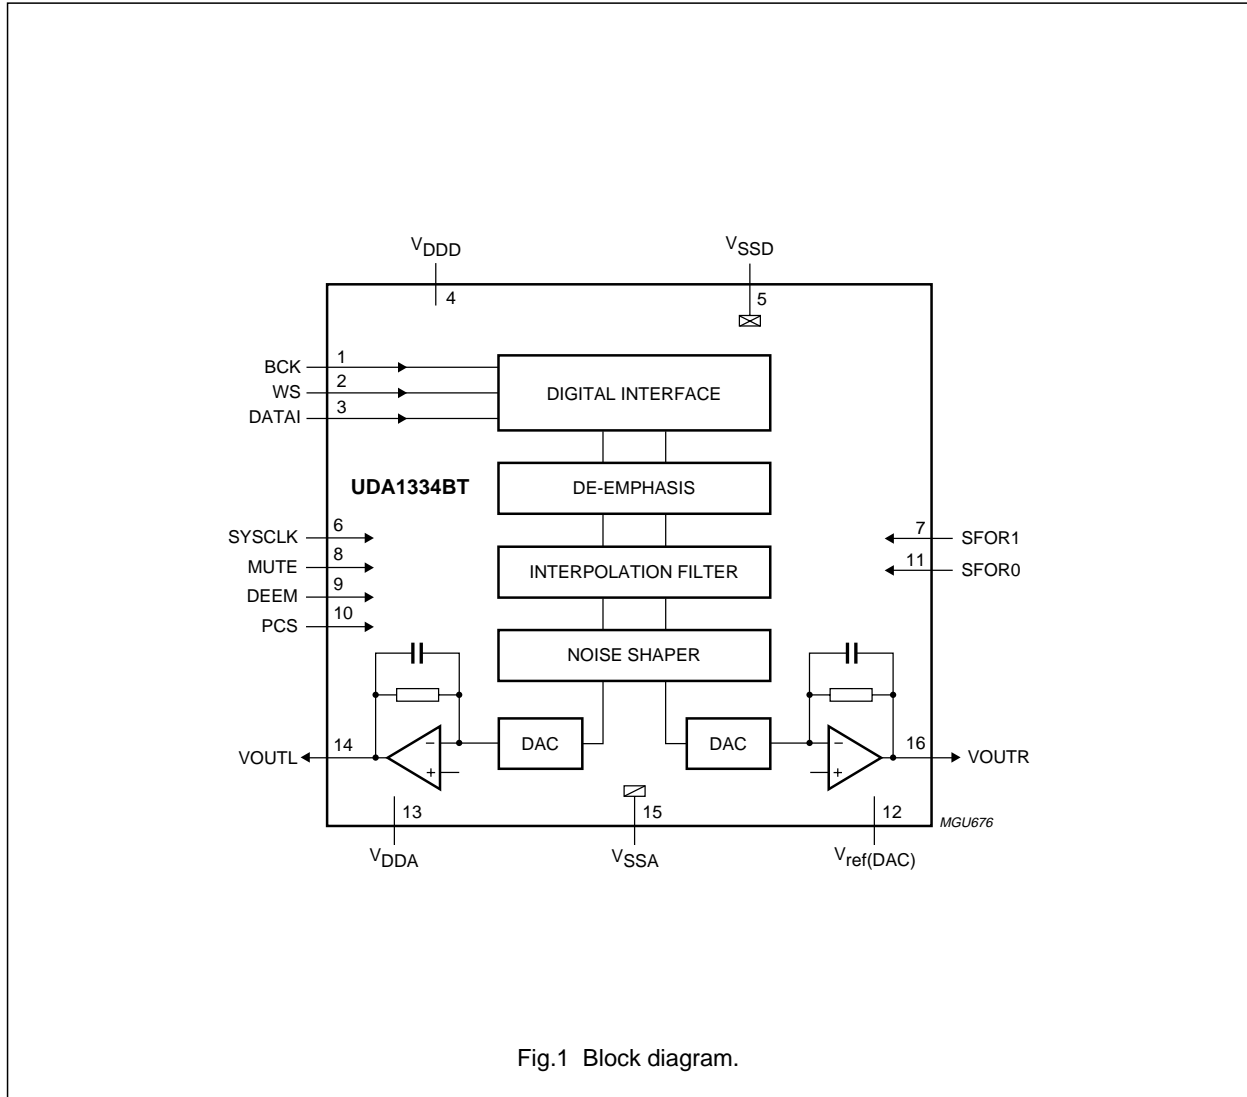 VDDD
VSSD
4
5
BCK 1
WS 2
DATAI 3
DIGITAL INTERFACE
UDA1334BT
DE-EMPHASIS
SYSCLK 6
MUTE 8
DEEM 9
PCS 10
7 SFOR1
11 SFOR0
INTERPOLATION FILTER
NOISE SHAPER
VOUTL 14
−
+
DAC
DAC
−
+
16 VOUTR
13
15
12
MGU676
VDDA
VSSA
Vref(DAC)
Fig.1 Block diagram.